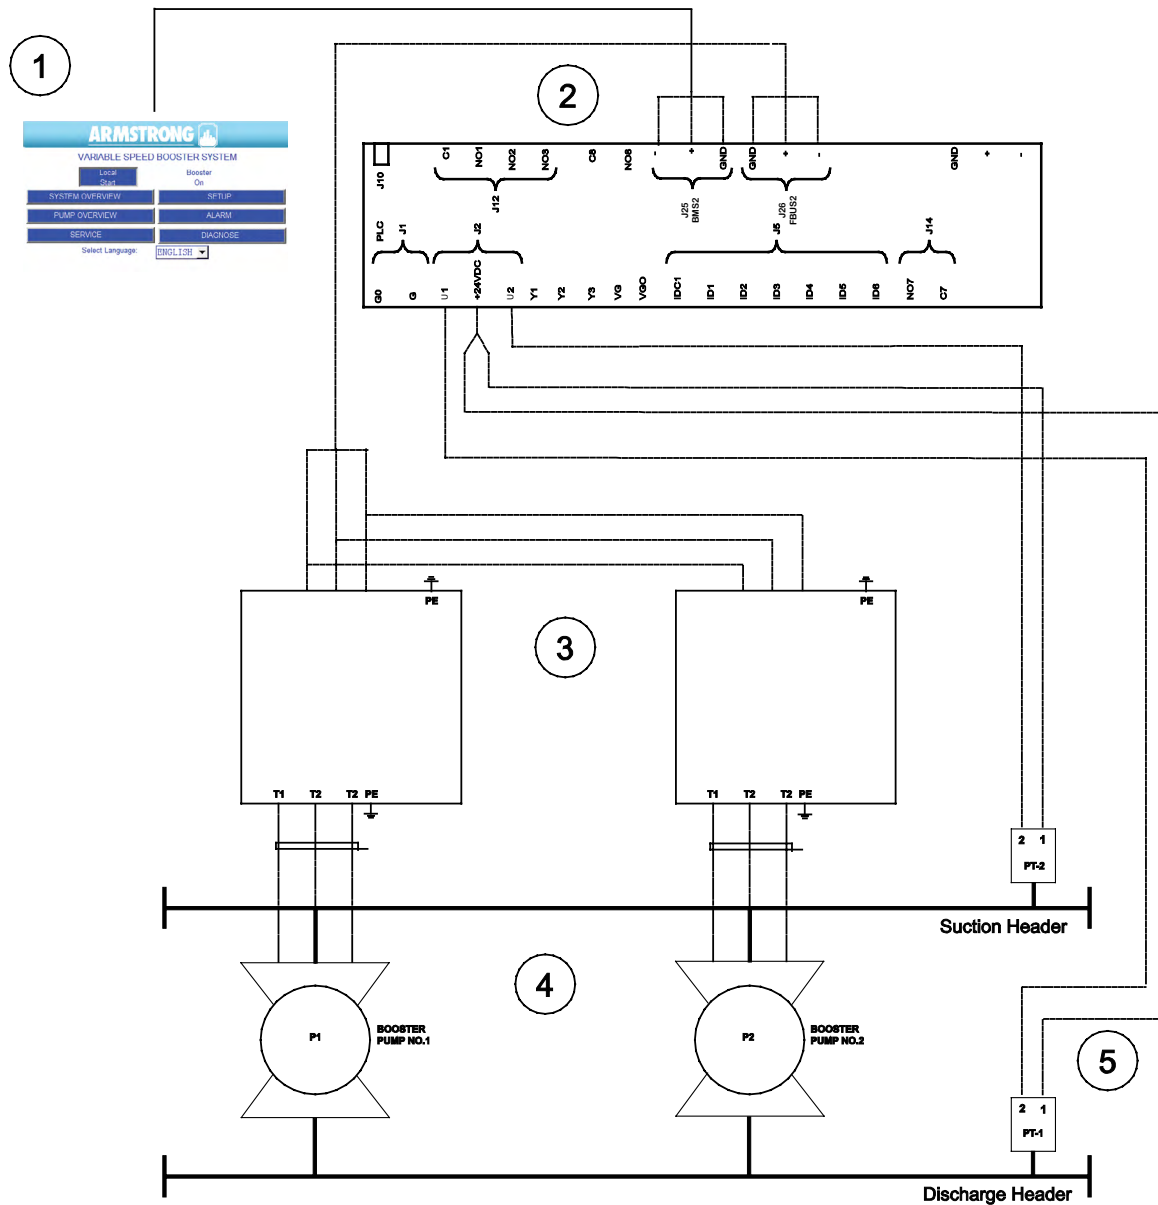 1
2
ARMSTRONG
VARIABLE SPEED BOOSTER SYSTEM
Local
Start
Booster
On
SYSTEM OVERVIEW
SETUP
PUMP OVERVIEW
ALARM
SERVICE
DIAGNOSE
Select Language:
ENGLISH
J10
C1
NO1
NO2
NO3
C8
NO8
-
+
GND
GND
+
-
GND
+
-
J12
J25
BMS2
J26
FBUS2
PLC
J1
J2
J5
J14
G0
G
U1
+24VDC
U2
Y1
Y2
Y3
VG
VGO
IDC1
ID1
ID2
ID3
ID4
ID5
ID6
NO7
C7
PE
PE
3
T1
T2
T2
PE
T1
T2
T2
PE
2 1
PT-2
Suction Header
4
P1
BOOSTER
PUMP NO.1
P2
BOOSTER
PUMP NO.2
5
2 1
PT-1
Discharge Header